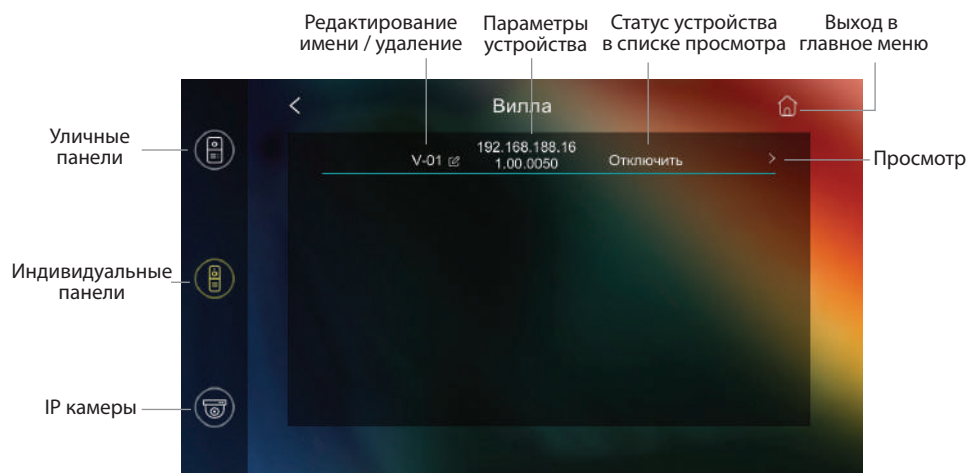 Редактирование
имени / удаление
Параметры
устройства
Статус устройства
в списке просмотра
Выход в
главное меню
Вилла
Уличные
панели
192.168.188.16
V-01
1.00.0050
Отключить
Просмотр
Индивидуальные
панели
IP камеры